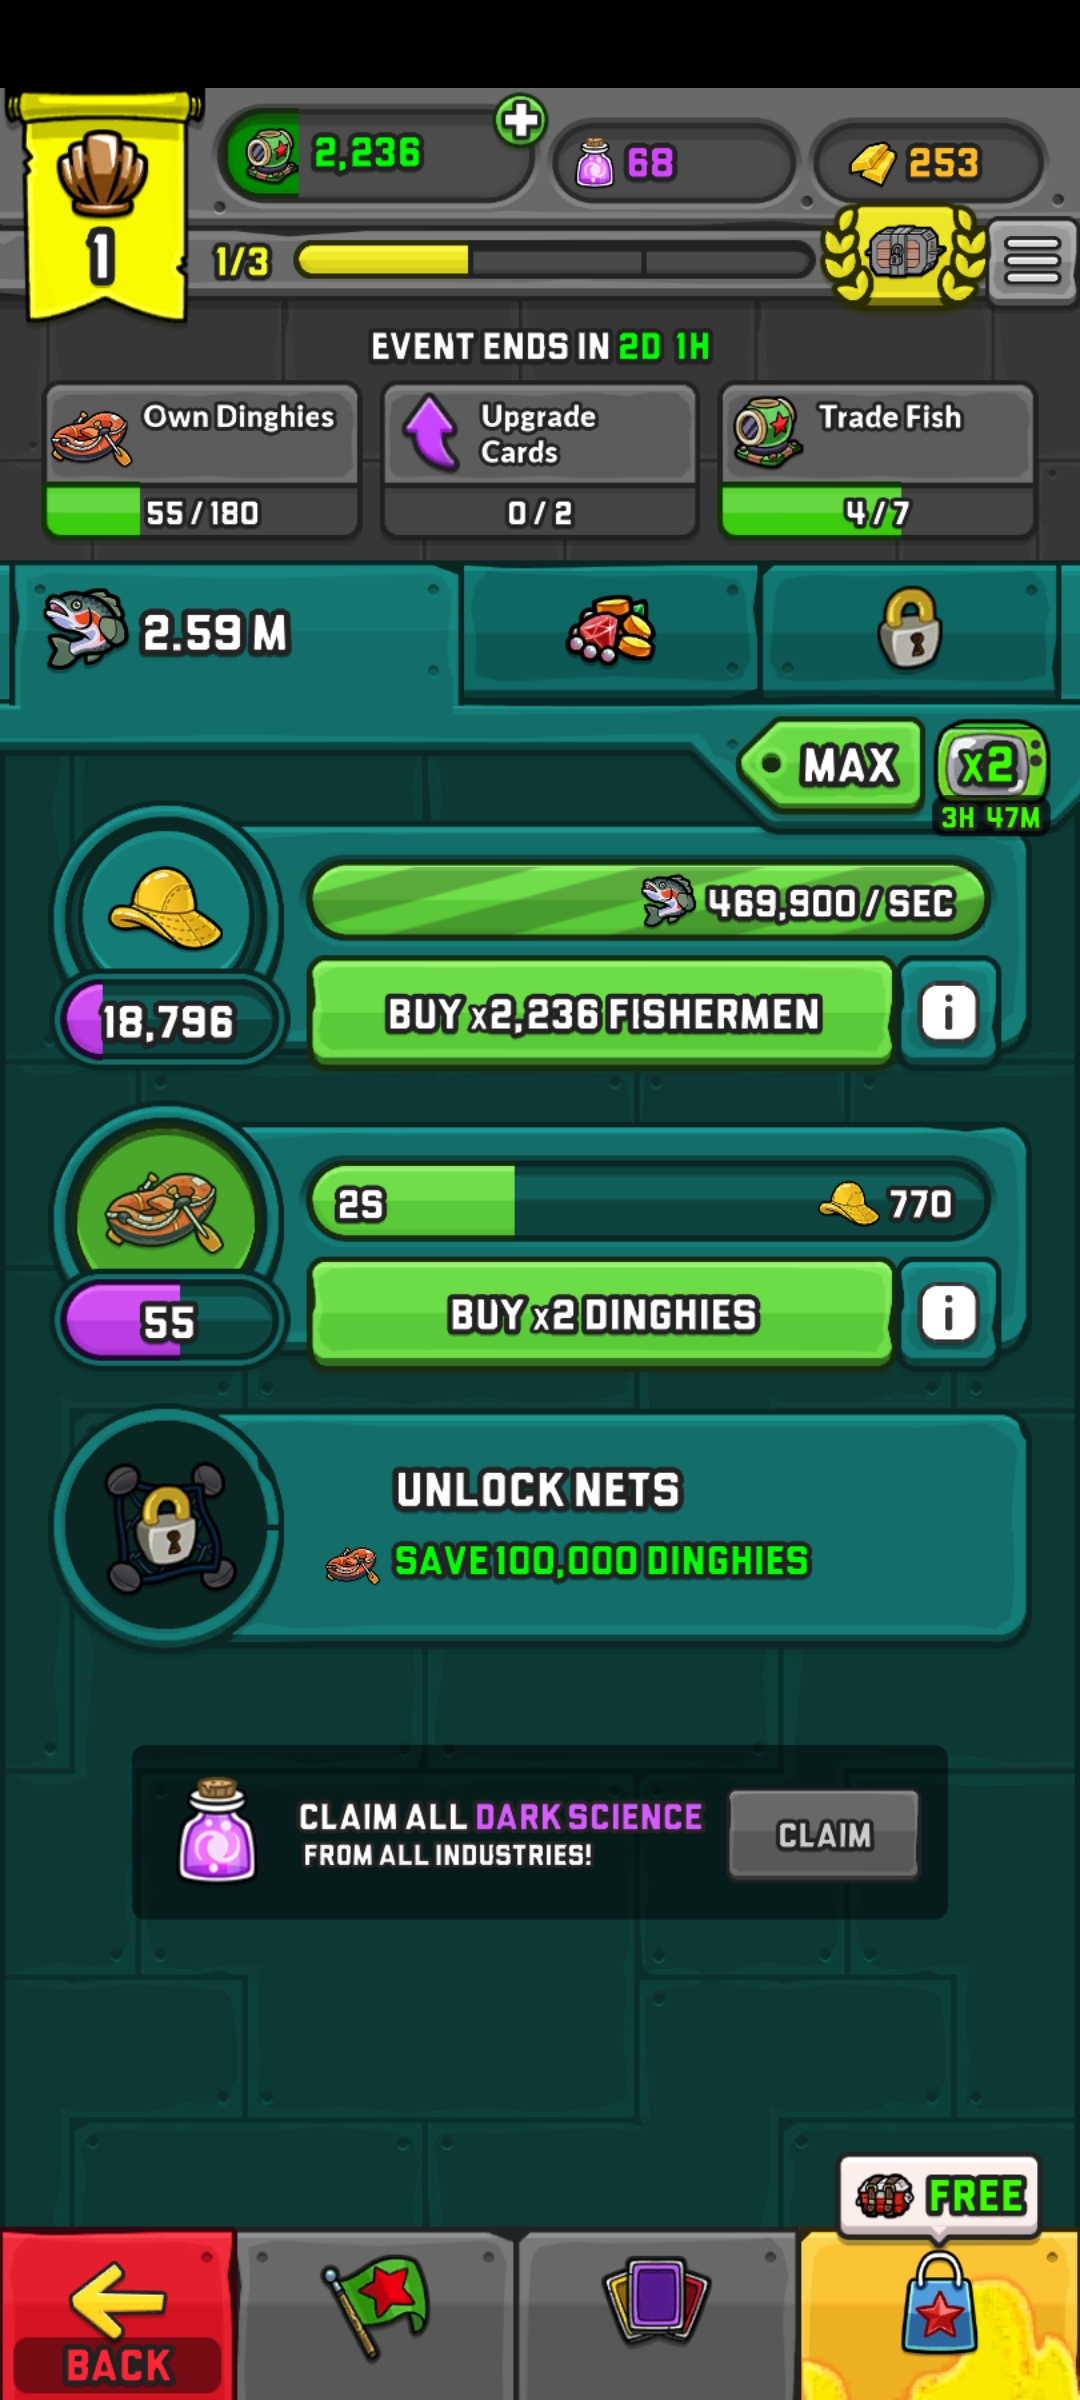 2,236
68
253
1
1/3
EVENT ENDS IN 2D 1H
Own Dinghies
55/180
Upgrade
Cards
0/2
Trade Fish
4/7
2.59 M
MAX
x2
3H 47M
469,900/SEC
18,796
BUY x2,236 FISHERMEN
i
2S
770
55
BUY x2 DINGHIES
i
UNLOCK NETS
SAVE 100,000 DINGHIES
CLAIM ALL DARK SCIENCE
FROM ALL INDUSTRIES!
CLAIM
FREE
BACK